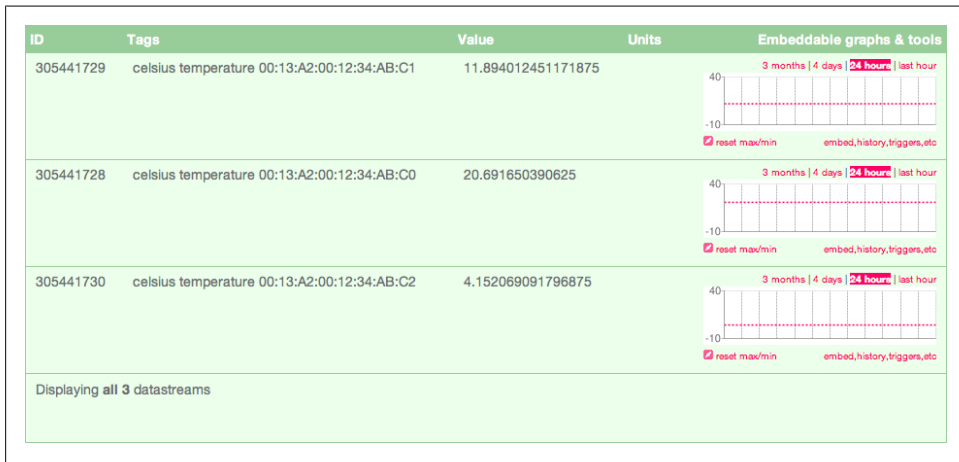 ID Tags Value Units Embeddable graphs & tools
305441729 celsius temperature 00:13:A2:00:12:34:AB:C1 11.894012451171875
3 months | 4 days | 24 hours | last hour
40
-10
reset max/min embed,history,triggers,etc
305441728 celsius temperature 00:13:A2:00:12:34:AB:C0 20.691650390625
3 months | 4 days | 24 hours | last hour
40
-10
reset max/min embed,history,triggers,etc
305441730 celsius temperature 00:13:A2:00:12:34:AB:C2 4.152069091796875
3 months | 4 days | 24 hours | last hour
40
-10
reset max/min embed,history,triggers,etc
Displaying all 3 datastreams